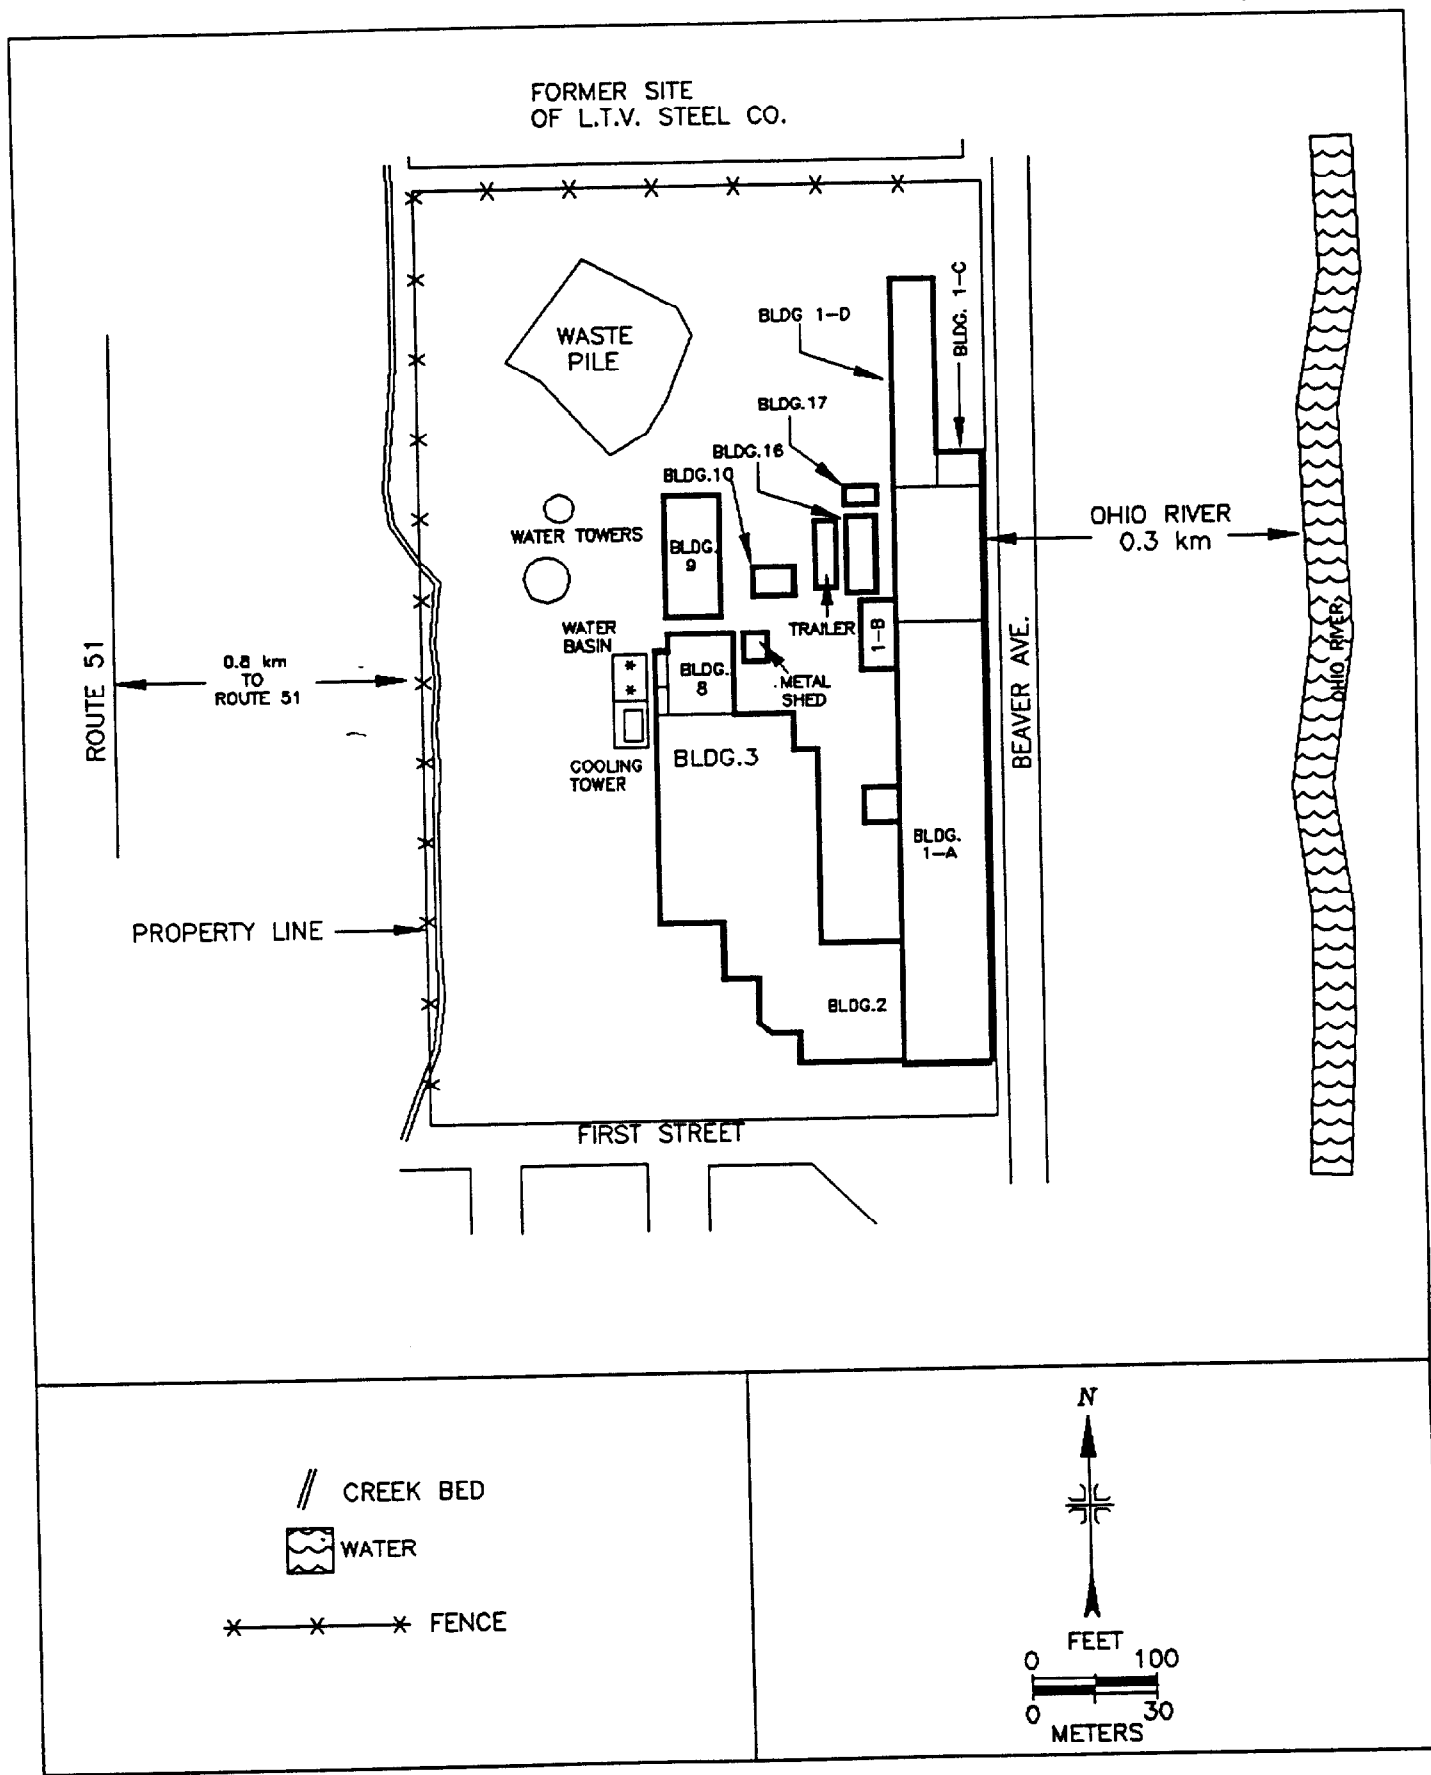 FORMER SITE
OF L.T.V. STEEL CO.
WASTE
PILE
BLDG 1-D
BLDG. 1-C
BLDG.17
BLDG.16
BLDG.10
WATER TOWERS
BLDG.
9
OHIO RIVER
0.3 km
OHIO RIVER
TRAILER
1-B
WATER
BASIN
*
*
BLDG.
8
METAL
SHED
ROUTE 51
0.8 km
TO
ROUTE 51
BEAVER AVE.
COOLING
TOWER
BLDG.3
BLDG.
1-A
PROPERTY LINE
BLDG.2
FIRST STREET
CREEK BED
WATER
FENCE
N
FEET
0 100
0 30
METERS